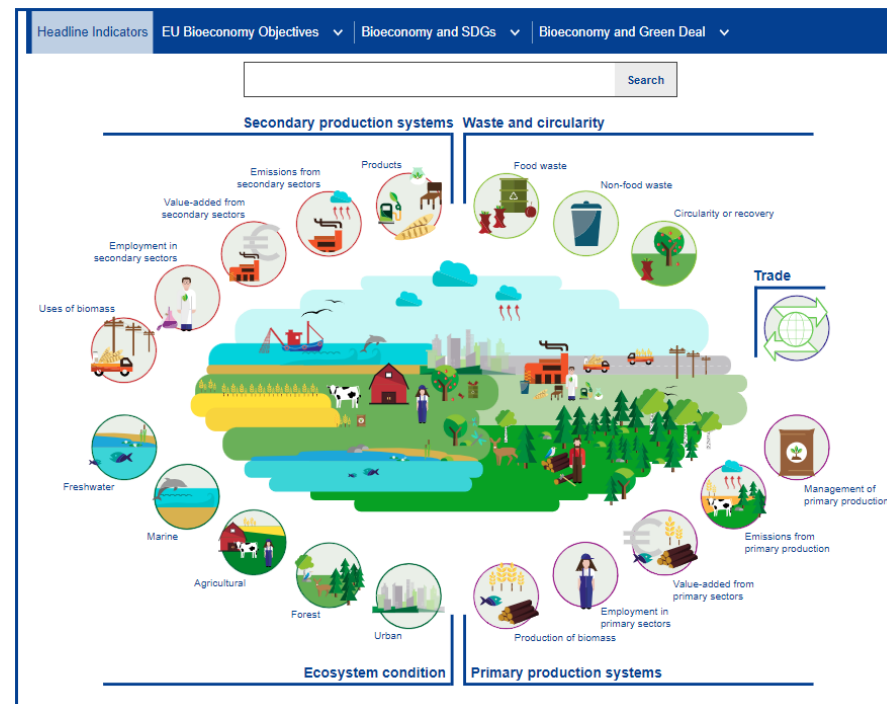 Headline Indicators
EU Bioeconomy Objectives
Bioeconomy and SDGs
Bioeconomy and Green Deal
Search
Secondary production systems
Waste and circularity
Products
Emissions from
secondary sectors
Value-added from
secondary sectors
Employment in
secondary sectors
Uses of biomass
Food waste
Non-food waste
Circularity or recovery
Trade
Freshwater
Marine
Agricultural
Forest
Urban
Management of
primary production
Emissions from
primary production
Value-added from
primary sectors
Employment in
primary sectors
Production of biomass
Ecosystem condition
Primary production systems